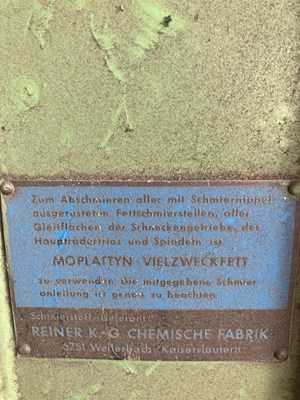 Zum Abschmieren aller mit Schmiernippel
ausgerüsteten Fettschmierstellen, aller
Gleitflächen, der Schneckengetriebe, des
Haupträdertrios und Spindeln ist
MOPLATTYN - VIELZWECKFETT
zu verwenden. Die mitgegebene Schmier
anleitung ist genau zu beachten.
Schmierstoff-Lieferant
REINER K.-G. CHEMISCHE FABRIK
6751 Weilerbach/Kaiserslautern